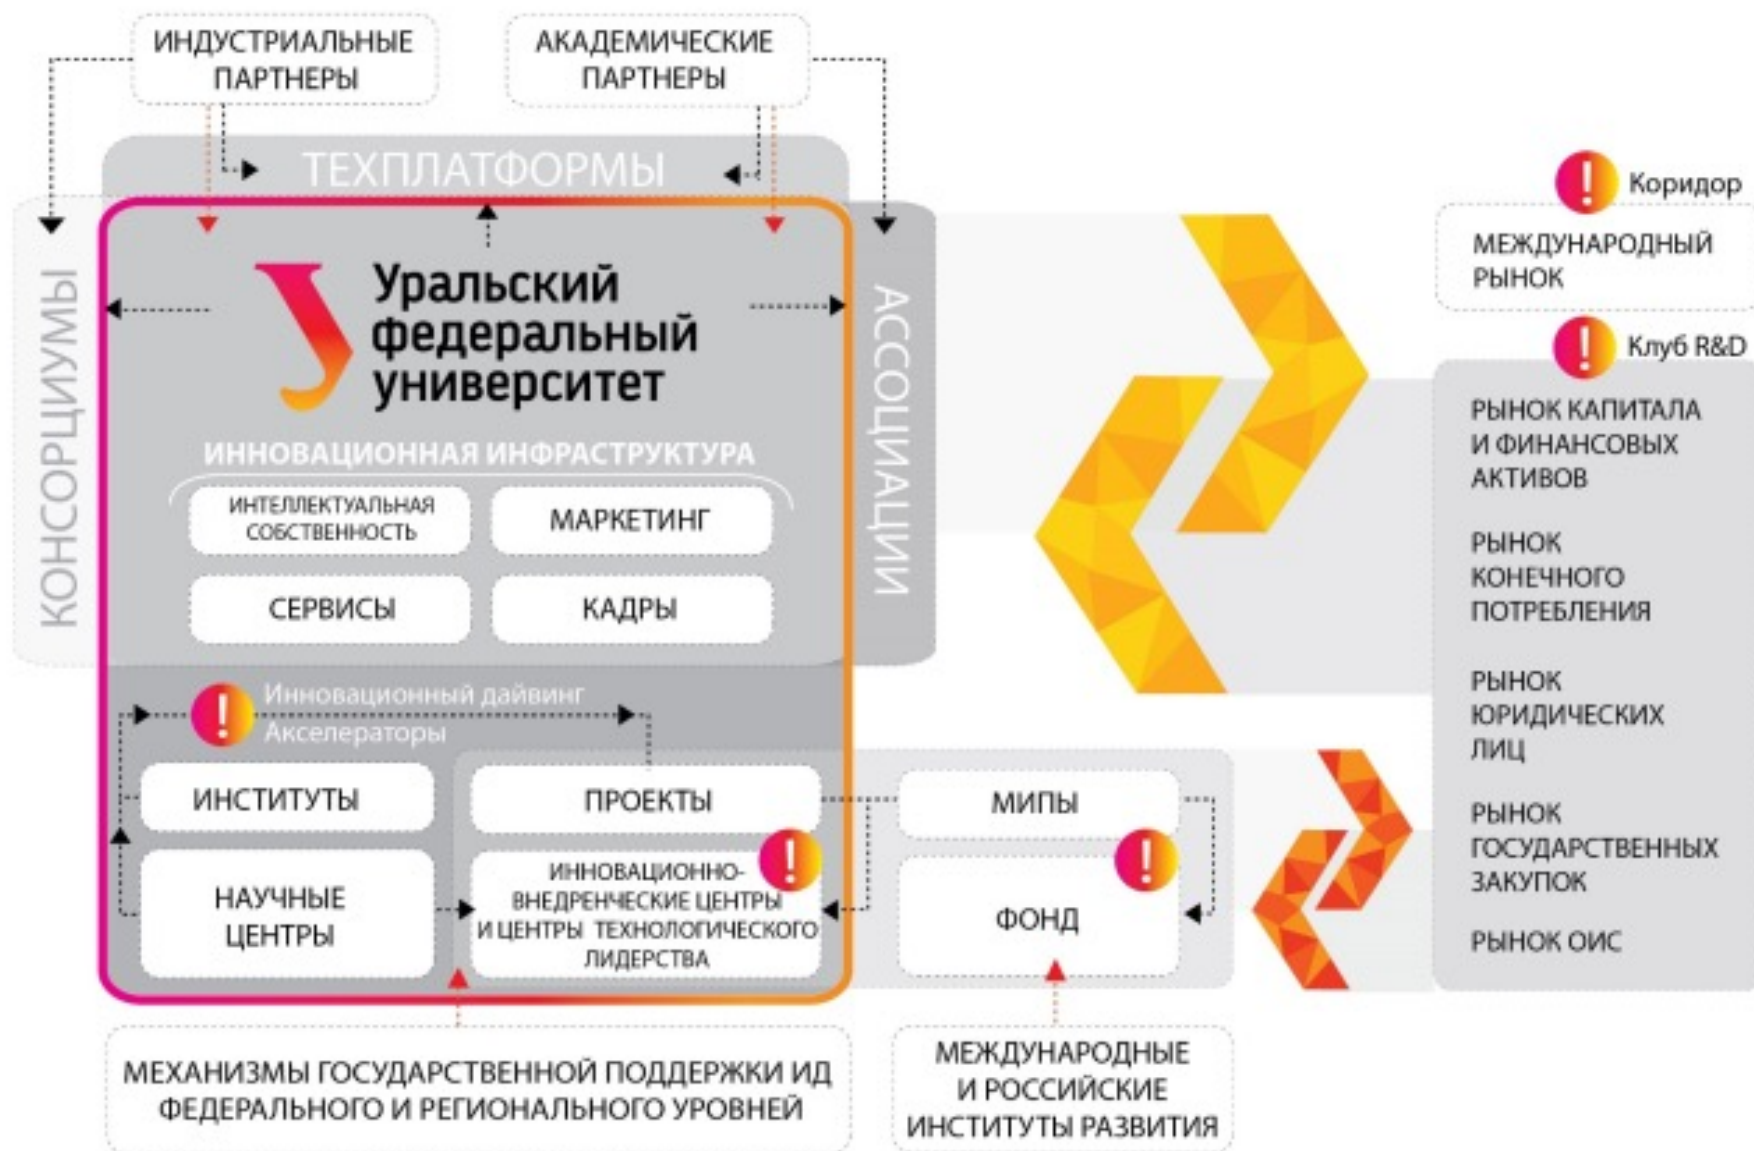 ИНДУСТРИАЛЬНЫЕ
ПАРТНЕРЫ
АКАДЕМИЧЕСКИЕ
ПАРТНЕРЫ
ТЕХПЛАТФОРМЫ
КОНСОРЦИУМЫ
Уральский
федеральный
университет
АССОЦИАЦИИ
ИННОВАЦИОННАЯ ИНФРАСТРУКТУРА
ИНТЕЛЛЕКТУАЛЬНАЯ
СОБСТВЕННОСТЬ
МАРКЕТИНГ
СЕРВИСЫ
КАДРЫ
! Инновационный дайвинг
Акселераторы
ИНСТИТУТЫ
ПРОЕКТЫ
НАУЧНЫЕ
ЦЕНТРЫ
!
ИННОВАЦИОННО-
ВНЕДРЕНЧЕСКИЕ ЦЕНТРЫ
И ЦЕНТРЫ ТЕХНОЛОГИЧЕСКОГО
ЛИДЕРСТВА
МИПЫ
!
ФОНД
МЕХАНИЗМЫ ГОСУДАРСТВЕННОЙ ПОДДЕРЖКИ ИД
ФЕДЕРАЛЬНОГО И РЕГИОНАЛЬНОГО УРОВНЕЙ
МЕЖДУНАРОДНЫЕ
И РОССИЙСКИЕ
ИНСТИТУТЫ РАЗВИТИЯ
! Коридор
МЕЖДУНАРОДНЫЙ
РЫНОК
! Клуб R&D
РЫНОК КАПИТАЛА
И ФИНАНСОВЫХ
АКТИВОВ
РЫНОК
КОНЕЧНОГО
ПОТРЕБЛЕНИЯ
РЫНОК
ЮРИДИЧЕСКИХ
ЛИЦ
РЫНОК
ГОСУДАРСТВЕННЫХ
ЗАКУПОК
РЫНОК ОИС